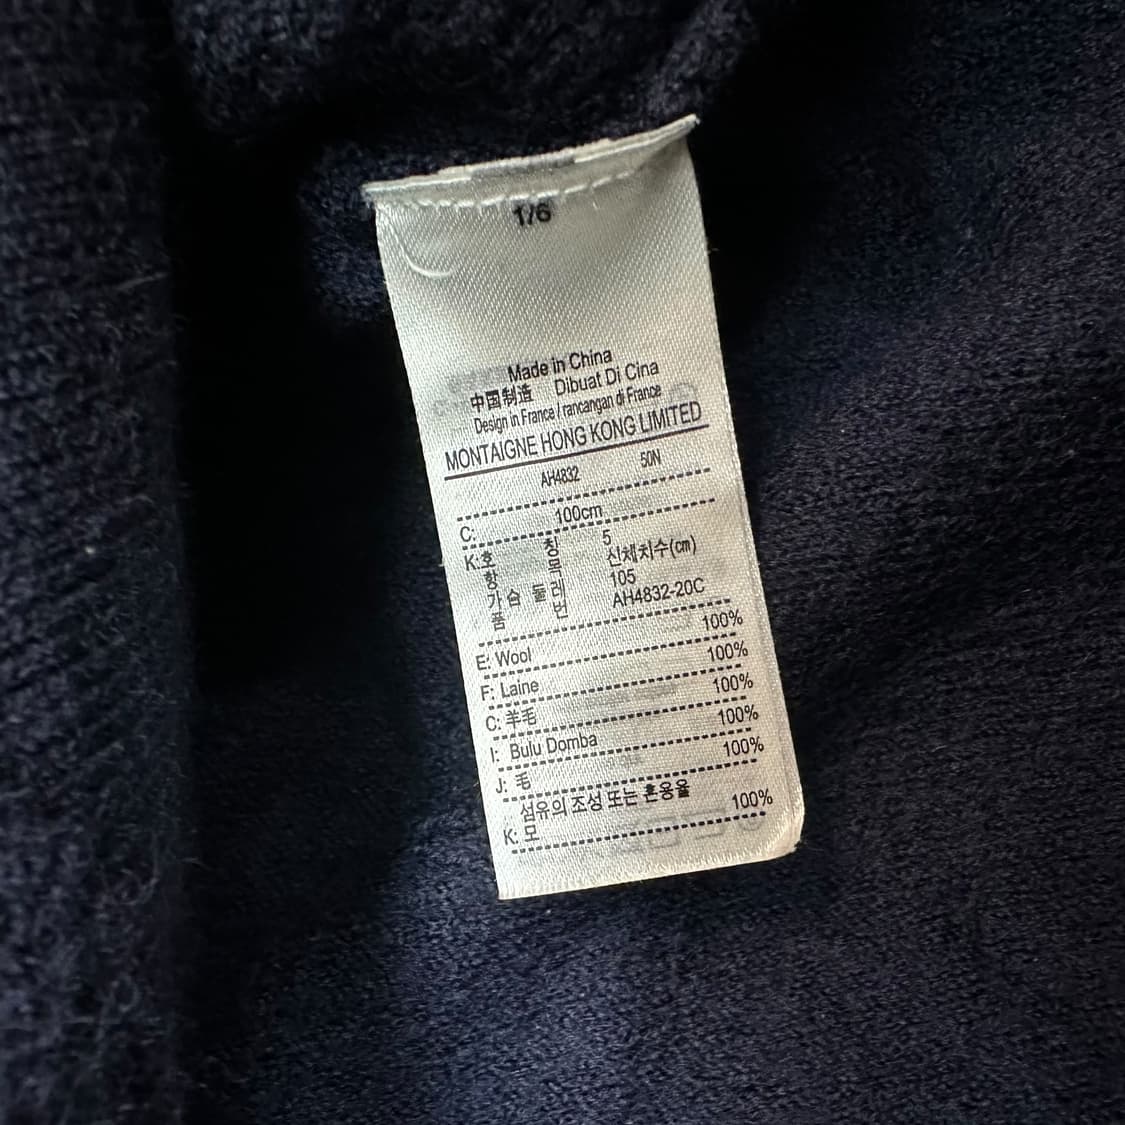 1/6
Made in China
中国制造 Dibuat Di Cina
Design in France / rancangan di France
MONTAIGNE HONG KONG LIMITED
AH4832 50N
C: 100cm
K: 호칭 5
항목 신체치수(cm)
가슴둘레 105
품번 AH4832-20C
E: Wool 100%
F: Laine 100%
C: 羊毛 100%
I: Bulu Domba 100%
J: 毛 100%
섬유의 조성 또는 혼용율
K: 모 100%